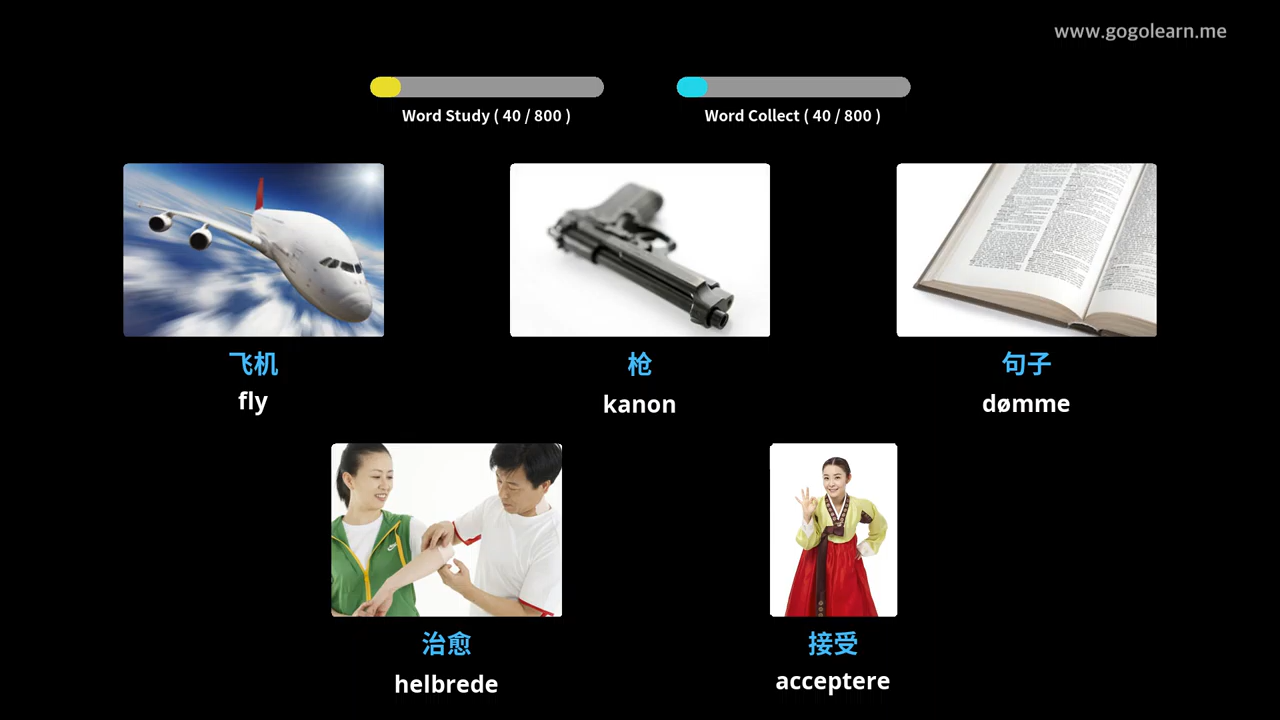 www.gogolearn.me
Word Study ( 40 / 800 )
Word Collect ( 40 / 800 )
飞机
fly
枪
kanon
句子
dømme
治愈
helbrede
接受
acceptere